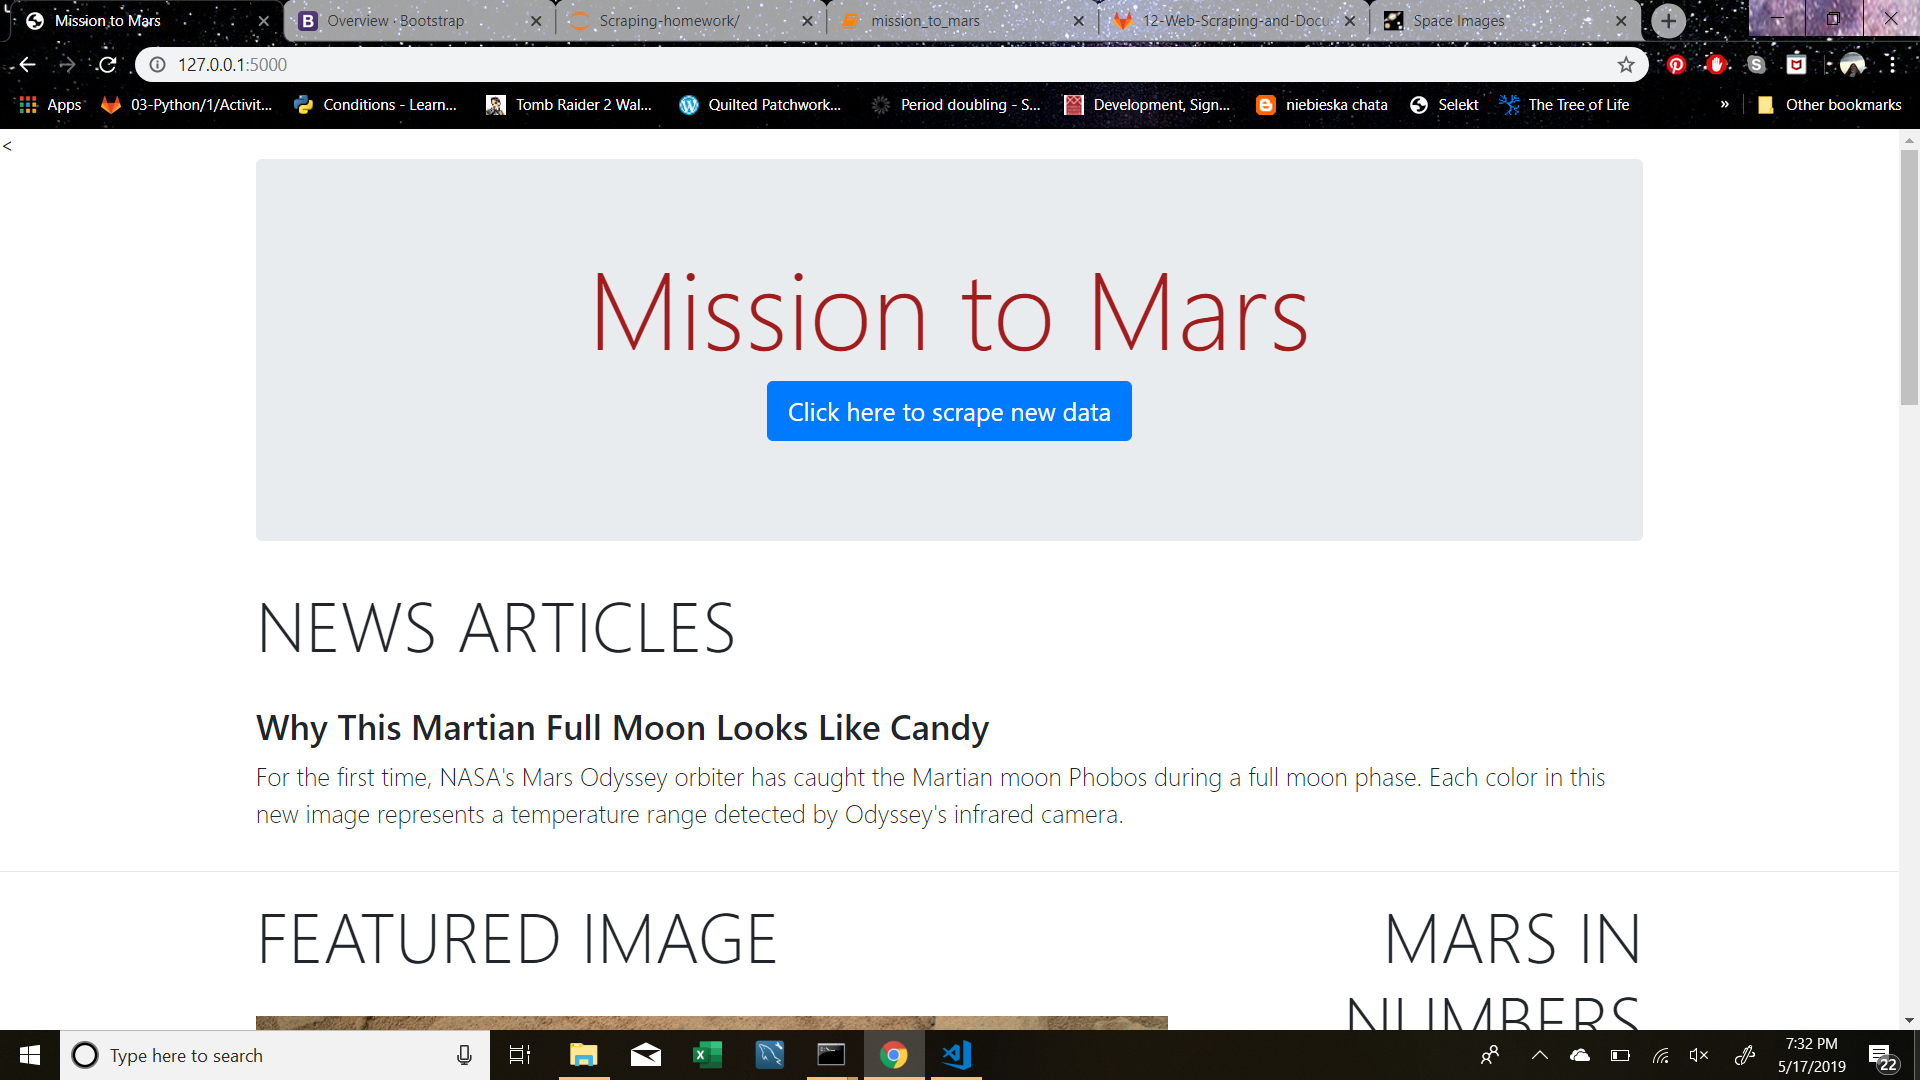 Mission to Mars
Overview · Bootstrap
Scraping-homework/
mission_to_mars
12-Web-Scraping-and-Docu
Space Images
127.0.0.1:5000
Apps
03-Python/1/Activit...
Conditions - Learn...
Tomb Raider 2 Wal...
Quilted Patchwork...
Period doubling - S...
Development, Sign...
niebieska chata
Selekt
The Tree of Life
»
Other bookmarks
<
Mission to Mars
Click here to scrape new data
NEWS ARTICLES
Why This Martian Full Moon Looks Like Candy
For the first time, NASA's Mars Odyssey orbiter has caught the Martian moon Phobos during a full moon phase. Each color in this
new image represents a temperature range detected by Odyssey's infrared camera.
FEATURED IMAGE
MARS IN
NUMBERS
Type here to search
7:32 PM
5/17/2019
22